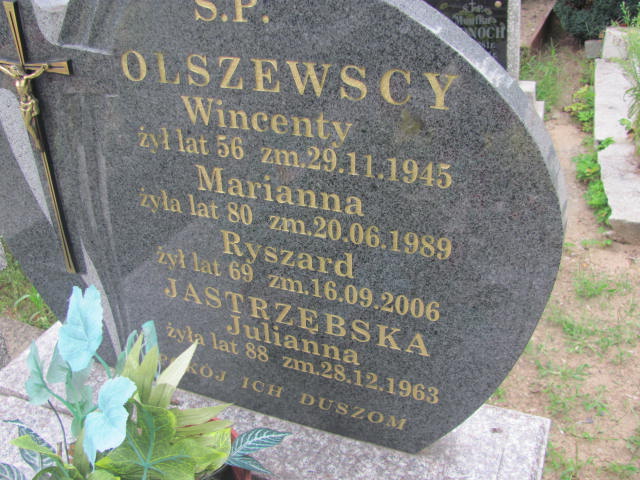 Ś.P.
OLSZEWSCY
Wincenty
żył lat 56 zm.29.11.1945
Marianna
żyła lat 80 zm.20.06.1989
Ryszard
żył lat 69 zm.16.09.2006
JASTRZĘBSKA
Julianna
żyła lat 88 zm.28.12.1963
POKÓJ ICH DUSZOM